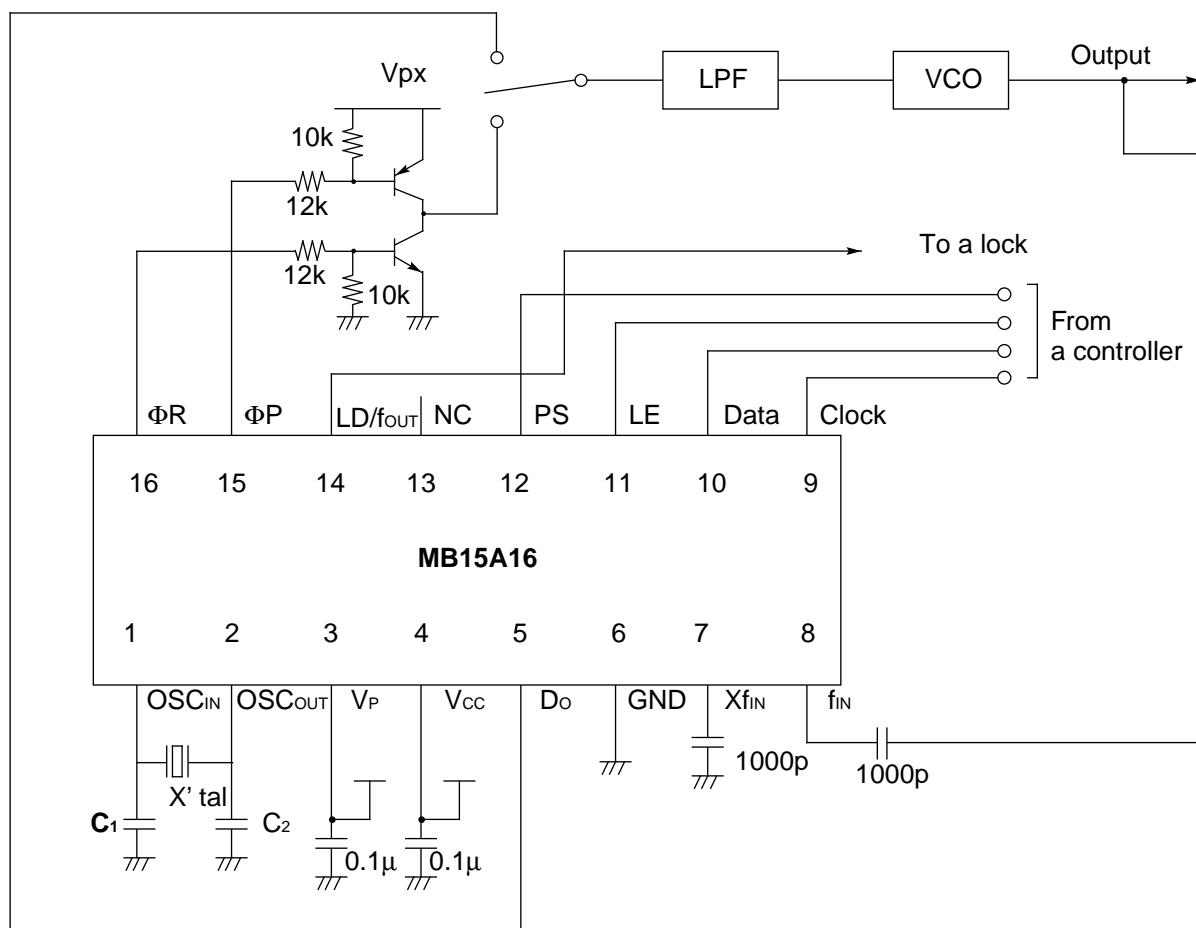 Output
Vpx
LPF
VCO
10k
12k
To a lock
12k
10k
From
a controller
ΦR
ΦP
LD/fOUT
NC
PS
LE
Data
Clock
16
15
14
13
12
11
10
9
MB15A16
1
2
3
4
5
6
7
8
OSCIN
OSCOUT
VP
VCC
DO
GND
XfIN
fIN
1000p
1000p
X' tal
C1
C2
0.1µ
0.1µ